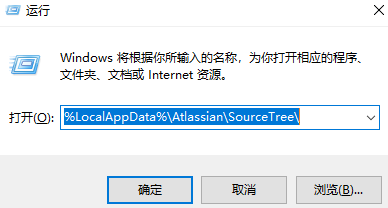 运行
Windows 将根据你所输入的名称，为你打开相应的程序、
文件夹、文档或 Internet 资源。
打开(O): %LocalAppData%\Atlassian\SourceTree\
确定 取消 浏览(B)...